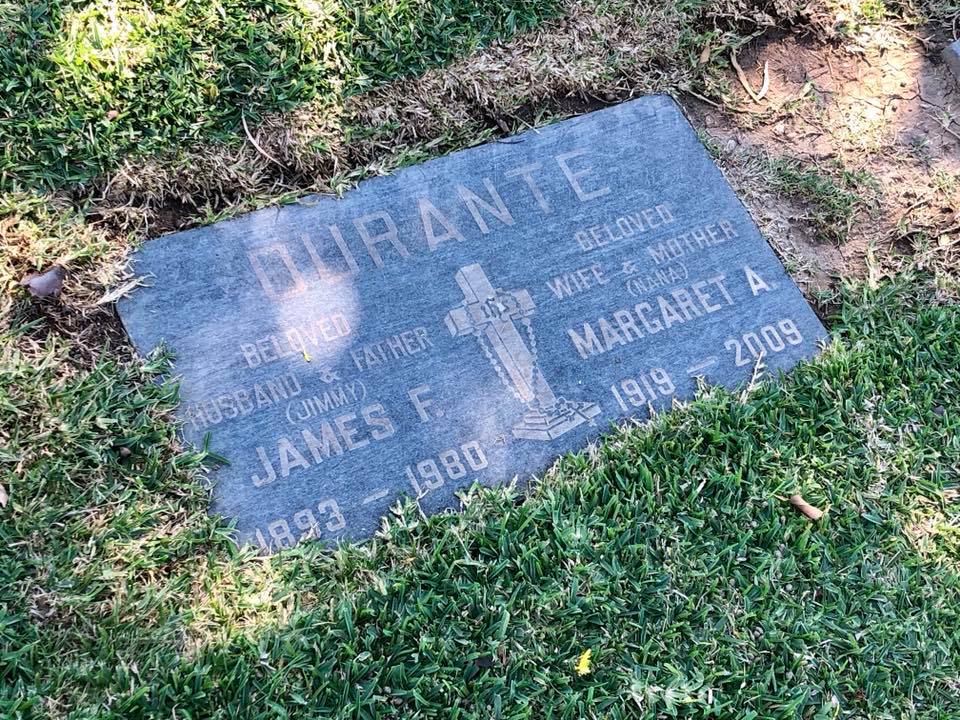 DURANTE
BELOVED
HUSBAND & FATHER
(JIMMY)
JAMES F.
1893 — 1980
BELOVED
WIFE & MOTHER
(NANA)
MARGARET A.
1919 — 2009